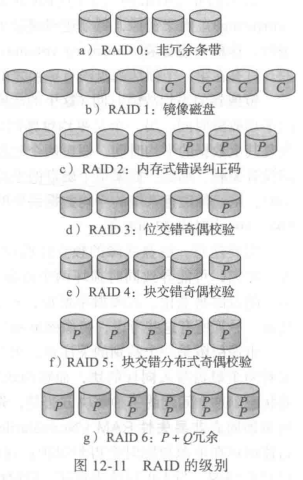 a）RAID 0：非冗余条带
C C C C
b）RAID 1：镜像磁盘
P P P
c）RAID 2：内存式错误纠正码
P
d）RAID 3：位交错奇偶校验
P
e）RAID 4：块交错奇偶校验
P P P P P
f）RAID 5：块交错分布式奇偶校验
P P P P P P
P P P P
g）RAID 6：P + Q冗余
图 12-11 RAID 的级别